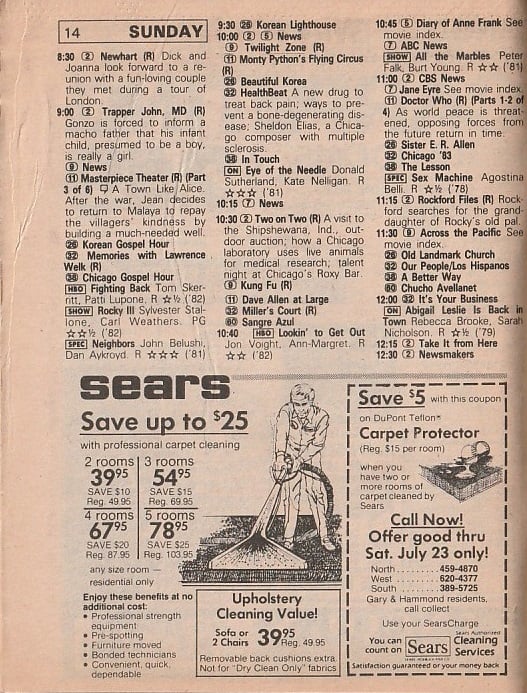 14 SUNDAY
8:30 ② Newhart (R) Dick and
Joanna look forward to a re-
union with a fun-loving couple
they met during a tour of
London.
9:00 ② Trapper John, MD (R)
Gonzo is forced to inform a
macho father that his infant
child, presumed to be a boy,
is really a girl.
⑨ News
⑪ Masterpiece Theater (R) (Part
3 of 6) A Town Like Alice.
After the war, Jean decides
to return to Malaya to repay
the villagers' kindness by
building a much-needed well.
㉖ Korean Gospel Hour
㉜ Memories with Lawrence
Welk (R)
㊳ Chicago Gospel Hour
HBO Fighting Back Tom Sker-
ritt, Patti Lupone. R ☆½ ('82)
SHOW Rocky III Sylvester Stal-
lone, Carl Weathers. PG
☆☆½ ('82)
SPEC Neighbors John Belushi,
Dan Aykroyd. R ☆☆☆ ('81)
9:30 ㉖ Korean Lighthouse
10:00 ② ⑤ News
⑨ Twilight Zone (R)
⑪ Monty Python's Flying Circus
(R)
㉖ Beautiful Korea
㉜ HealthBeat A new drug to
treat back pain; ways to pre-
vent a bone-degenerating dis-
ease; Sheldon Elias, a Chica-
go composer with multiple
sclerosis.
㊳ In Touch
ON Eye of the Needle Donald
Sutherland, Kate Nelligan. R
☆☆☆ ('81)
10:15 ⑦ News
10:30 ② Two on Two (R) A visit to
the Shipshewana, Ind., out-
door auction; how a Chicago
laboratory uses live animals
for medical research; talent
night at Chicago's Roxy Bar.
⑨ Kung Fu (R)
⑪ Dave Allen at Large
㉜ Miller's Court (R)
60 Sangre Azul
10:40 HBO Lookin' to Get Out
Jon Voight, Ann-Margret. R
☆☆ ('82)
10:45 ⑤ Diary of Anne Frank See
movie index.
⑦ ABC News
SHOW All the Marbles Peter
Falk, Burt Young. R ☆☆ ('81)
11:00 ② CBS News
⑦ Jane Eyre See movie index.
⑪ Doctor Who (R) (Parts 1-2 of
4) As world peace is threat-
ened, opposing forces from
the future return in time.
㉖ Sister E. R. Allen
㉜ Chicago '83
㊳ The Lesson
SPEC Sex Machine Agostina
Belli. R ☆½ ('78)
11:15 ② Rockford Files (R) Rock-
ford searches for the grand-
daughter of Rocky's old pal.
11:30 ⑨ Across the Pacific See
movie index.
㉖ Old Landmark Church
㉜ Our People/Los Hispanos
㊳ A Better Way
60 Chucho Avellanet
12:00 ㉜ It's Your Business
ON Abigail Leslie Is Back in
Town Rebecca Brooke, Sarah
Nicholson. R ☆½ ('79)
12:15 ② Take It from Here
12:30 ② Newsmakers
sears
Save up to $25
with professional carpet cleaning
2 rooms
39 95
SAVE $10
Reg. 49.95
3 rooms
54 95
SAVE $15
Reg. 69.95
4 rooms
67 95
SAVE $20
Reg. 87.95
5 rooms
78 95
SAVE $25
Reg. 103.95
any size room —
residential only
Enjoy these benefits at no
additional cost:
• Professional strength
equipment
• Pre-spotting
• Furniture moved
• Bonded technicians
• Convenient, quick,
dependable
Upholstery
Cleaning Value!
Sofa or
2 Chairs 39 95 Reg. 49.95
Removable back cushions extra.
Not for "Dry Clean Only" fabrics
Save $5 with this coupon
on DuPont Teflon®
Carpet Protector
(Reg. $15 per room)
when you
have two or
more rooms of
carpet cleaned by
Sears
Call Now!
Offer good thru
Sat. July 23 only!
North ......... 459-4870
West .......... 620-4377
South ......... 389-5725
Gary & Hammond residents,
call collect
Use your SearsCharge
You can
count on
Sears
Sears Authorized
Cleaning
Services
Satisfaction guaranteed or your money back